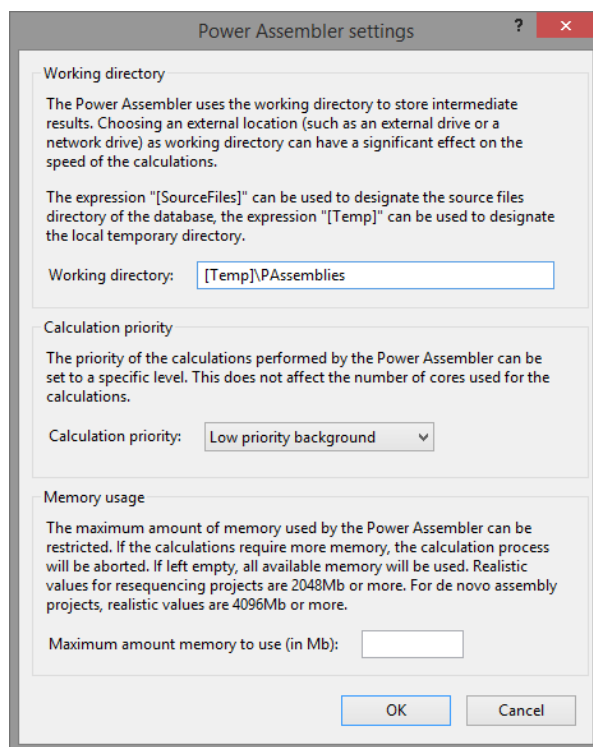 Power Assembler settings
?
×
Working directory
The Power Assembler uses the working directory to store intermediate
results. Choosing an external location (such as an external drive or a
network drive) as working directory can have a significant effect on the
speed of the calculations.
The expression "[SourceFiles]" can be used to designate the source files
directory of the database, the expression "[Temp]" can be used to designate
the local temporary directory.
Working directory: [Temp]\PAssemblies
Calculation priority
The priority of the calculations performed by the Power Assembler can be
set to a specific level. This does not affect the number of cores used for the
calculations.
Calculation priority: Low priority background
Memory usage
The maximum amount of memory used by the Power Assembler can be
restricted. If the calculations require more memory, the calculation process
will be aborted. If left empty, all available memory will be used. Realistic
values for resequencing projects are 2048Mb or more. For de novo assembly
projects, realistic values are 4096Mb or more.
Maximum amount memory to use (in Mb):
OK Cancel